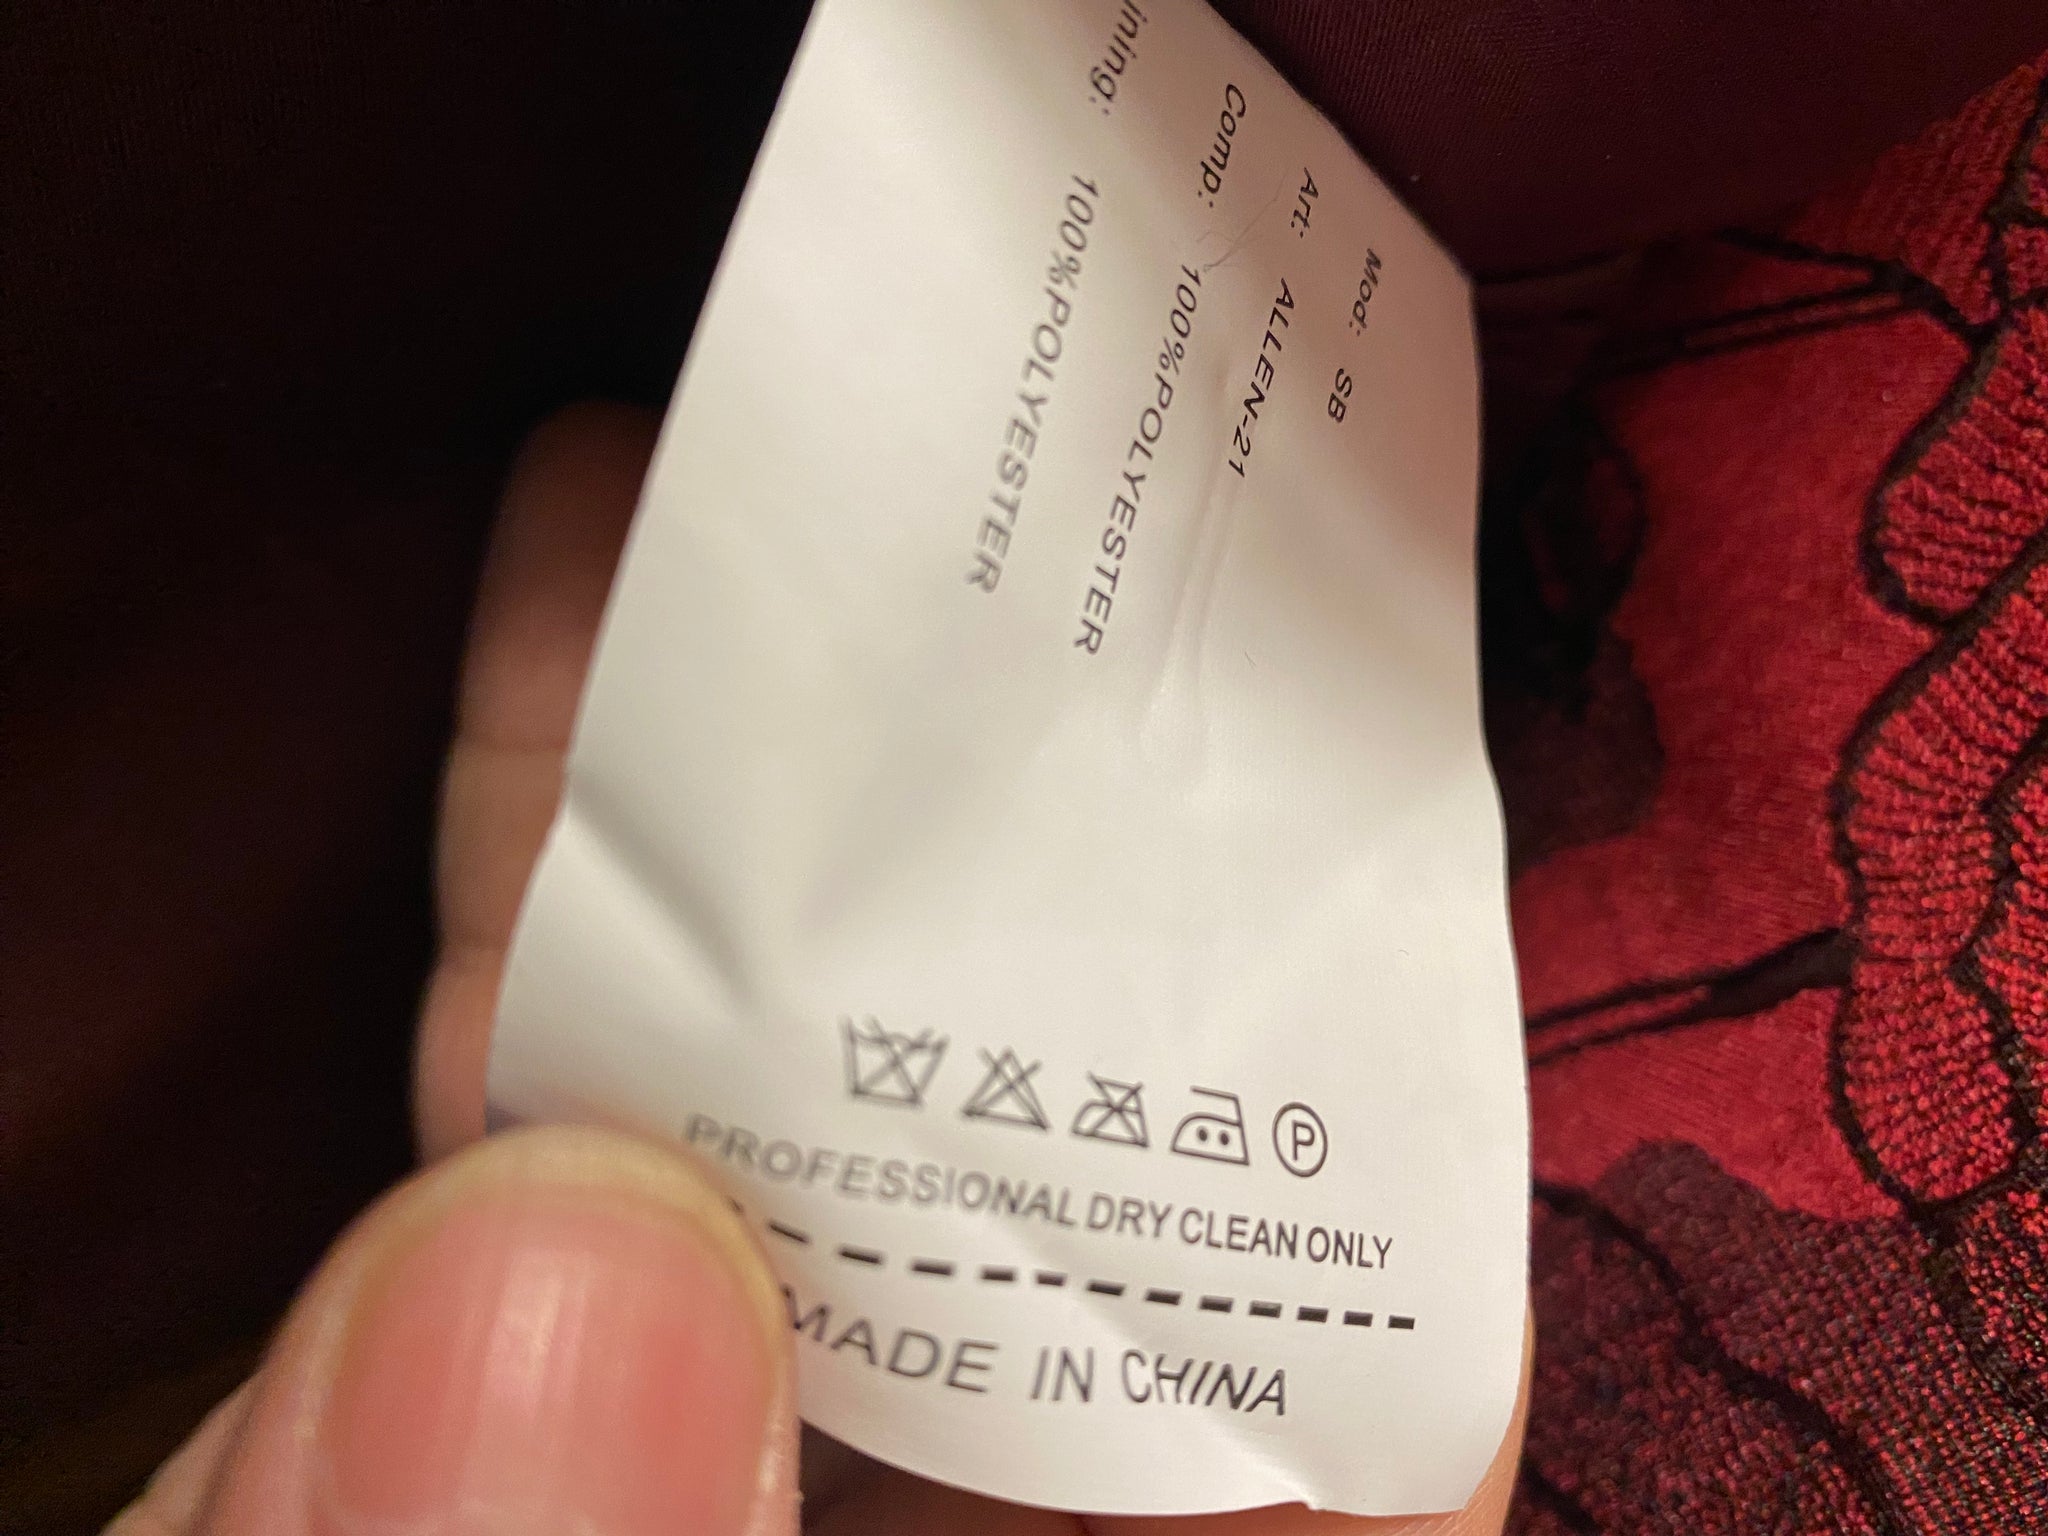 Mod: SB
Art: ALLEN-21
Comp: 100%POLYESTER
ining: 100%POLYESTER
P
PROFESSIONAL DRY CLEAN ONLY
MADE IN CHINA